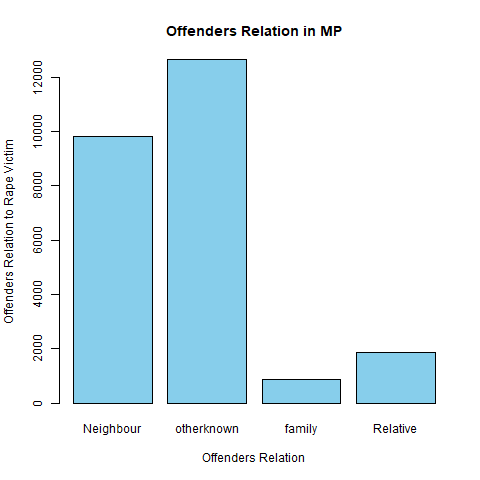 Offenders Relation in MP
Offenders Relation to Rape Victim
12000
10000
8000
6000
4000
2000
0
Neighbour otherknown family Relative
Offenders Relation